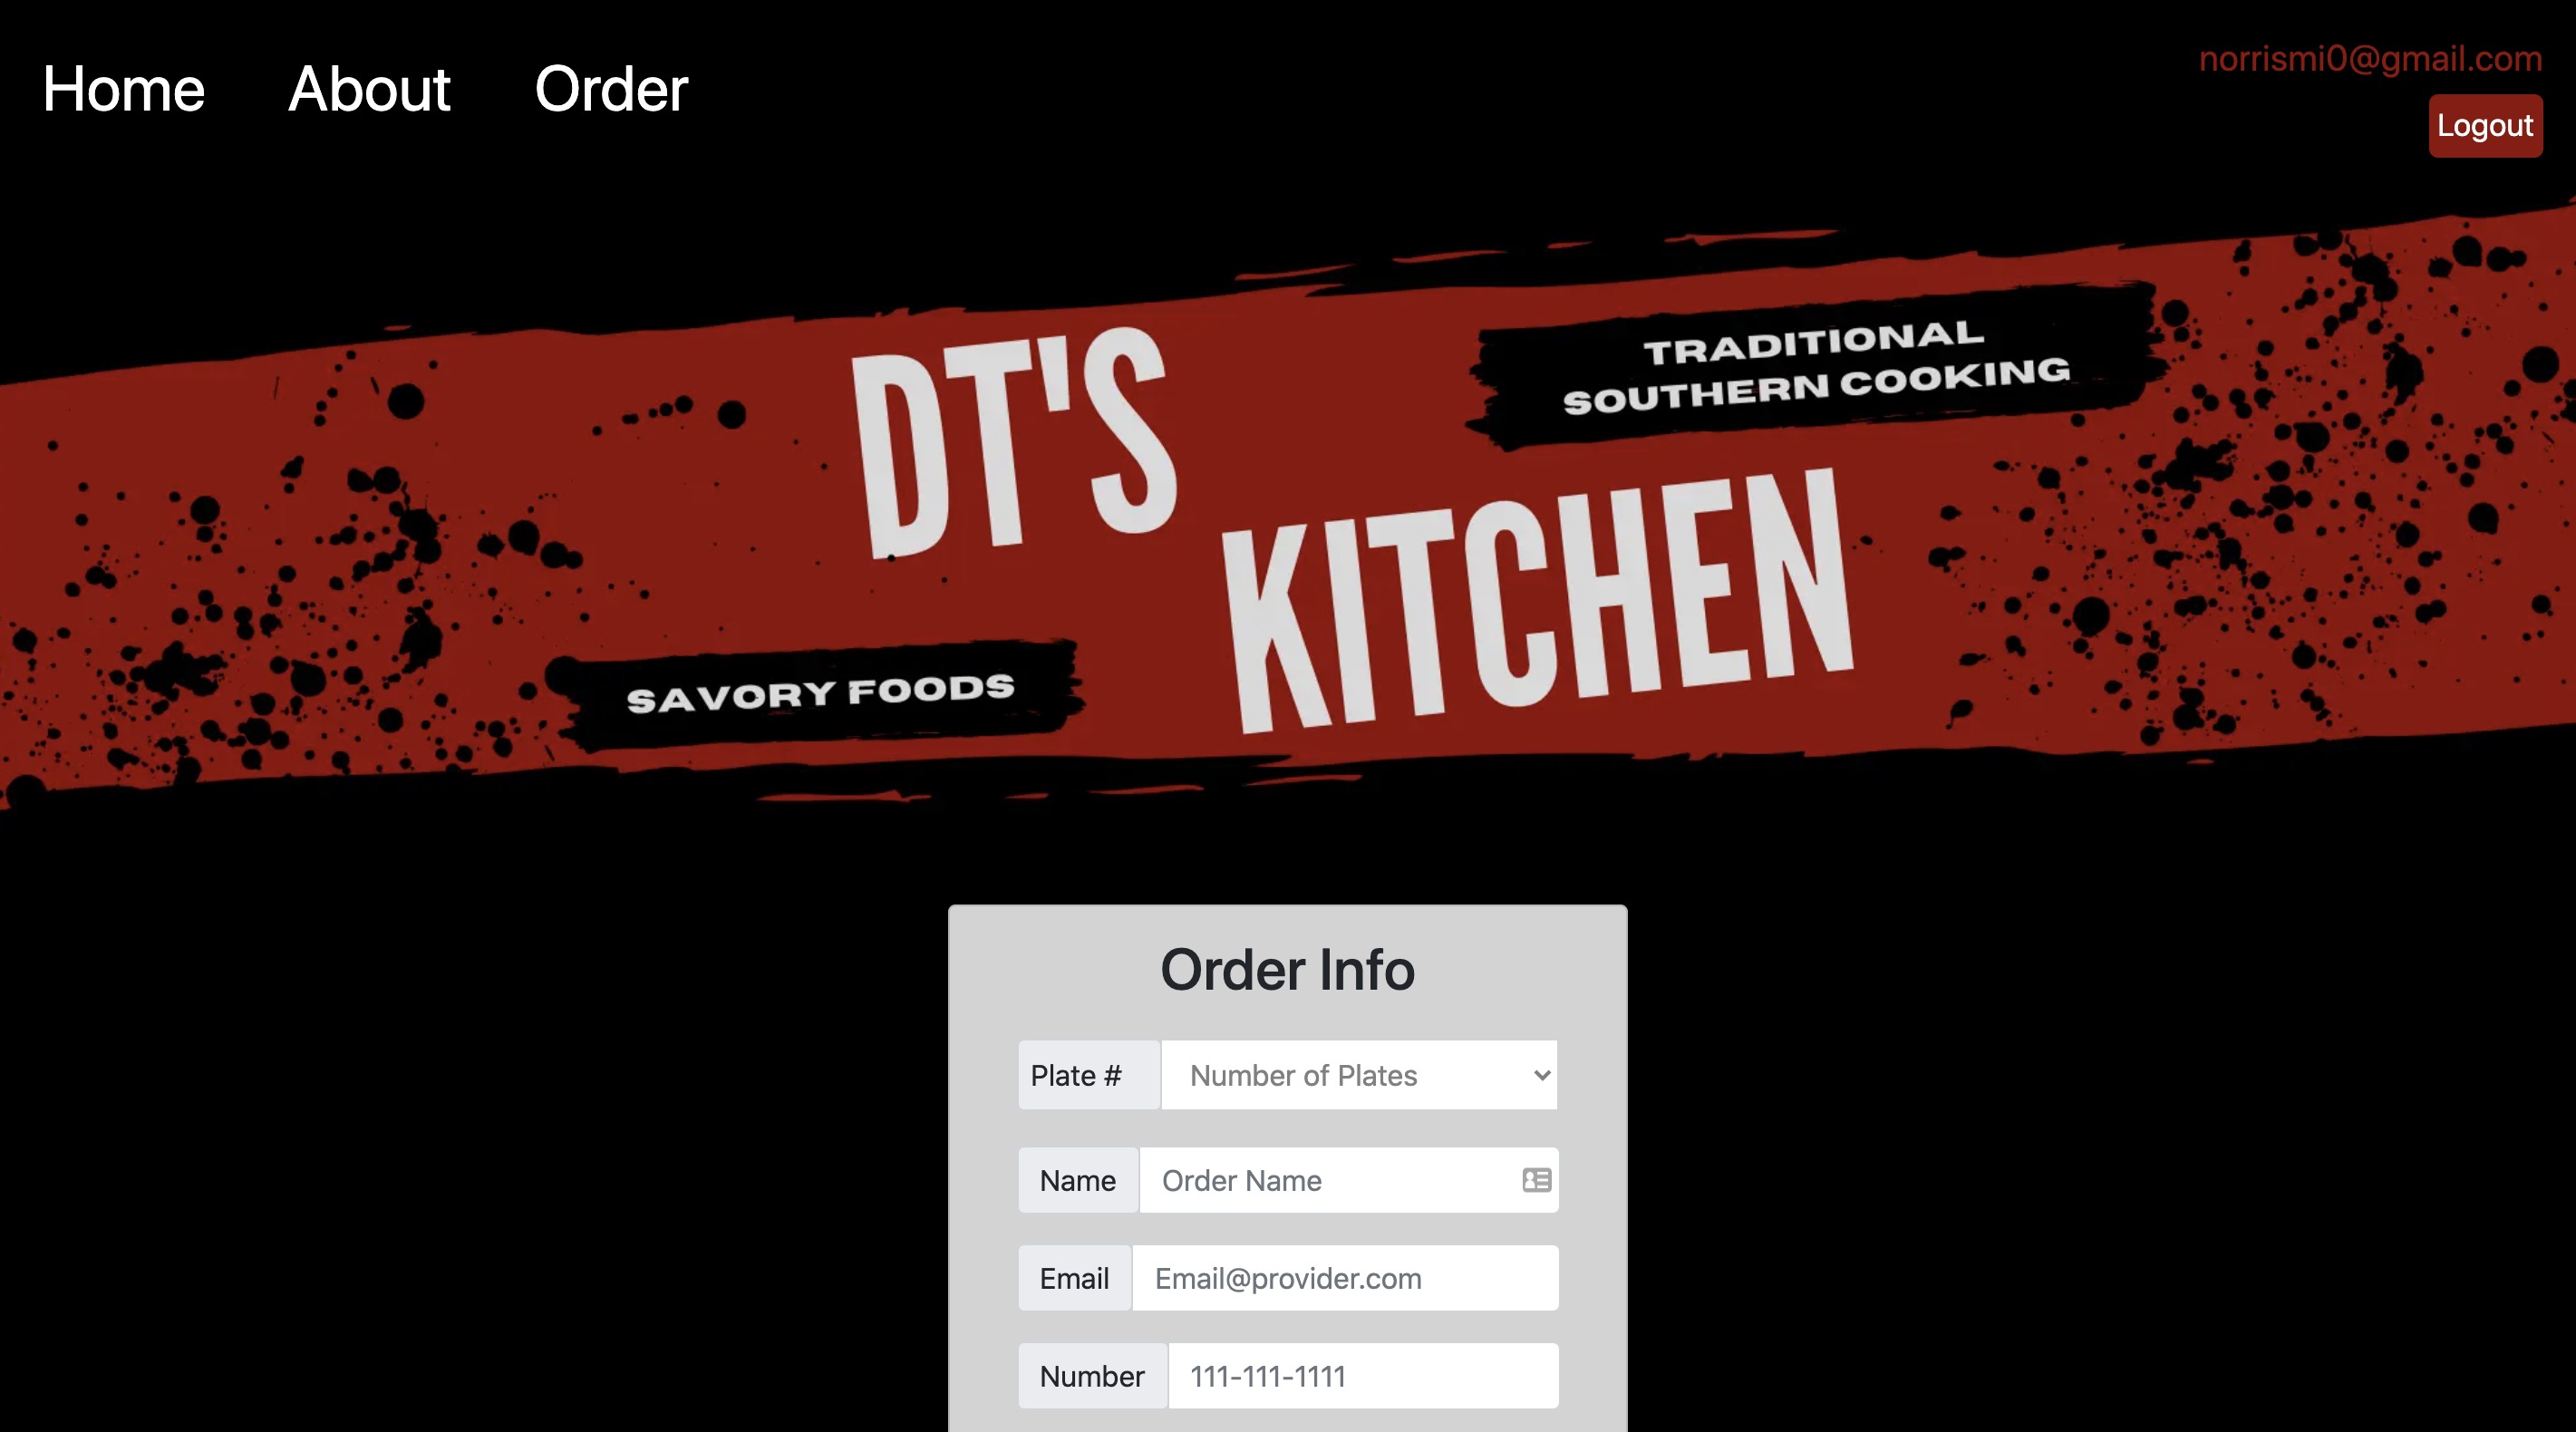 Home About Order
norrismi0@gmail.com
Logout
DT'S
TRADITIONAL
SOUTHERN COOKING
KITCHEN
SAVORY FOODS
Order Info
Plate # Number of Plates
Name Order Name
Email Email@provider.com
Number 111-111-1111